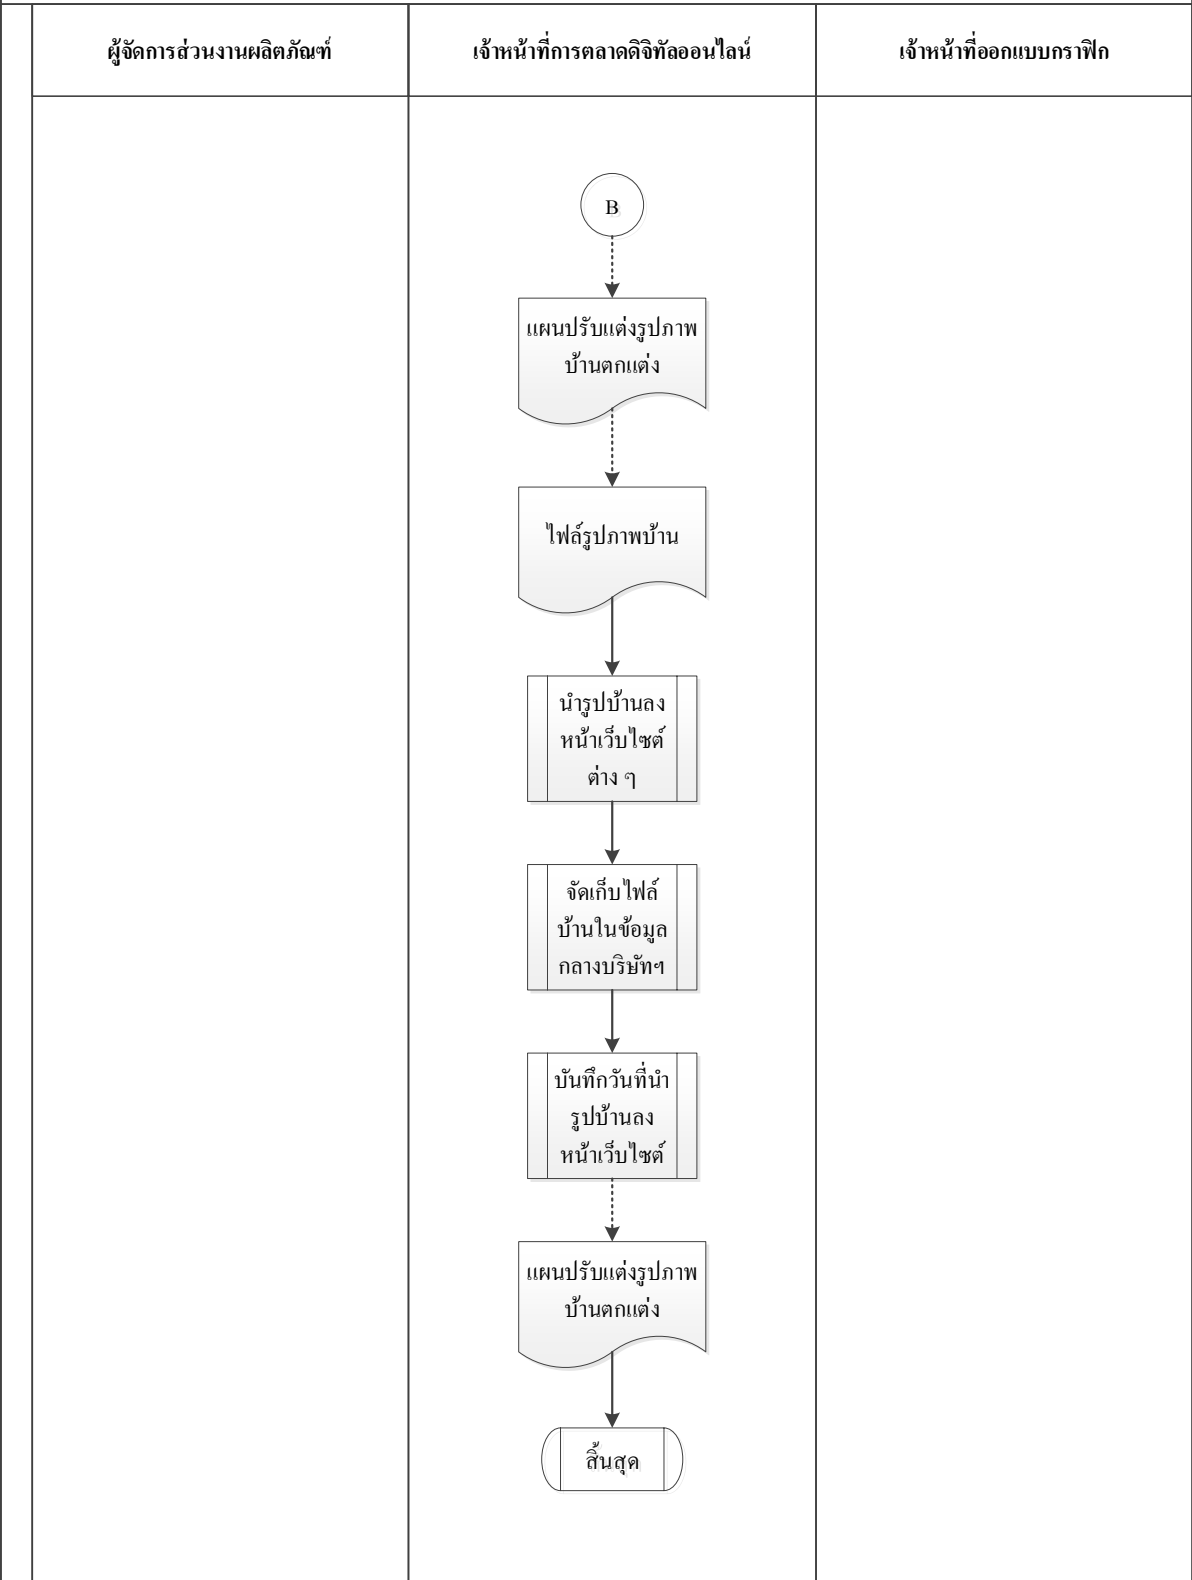 ผู้จัดการส่วนงานผลิตภัณฑ์
เจ้าหน้าที่การตลาดดิจิทัลออนไลน์
เจ้าหน้าที่ออกแบบกราฟิก
B
แผนปรับแต่งรูปภาพ
บ้านตกแต่ง
ไฟล์รูปภาพบ้าน
นำรูปบ้านลง
หน้าเว็บไซต์
ต่าง ๆ
จัดเก็บไฟล์
บ้านในข้อมูล
กลางบริษัทฯ
บันทึกวันที่นำ
รูปบ้านลง
หน้าเว็บไซต์
แผนปรับแต่งรูปภาพ
บ้านตกแต่ง
สิ้นสุด